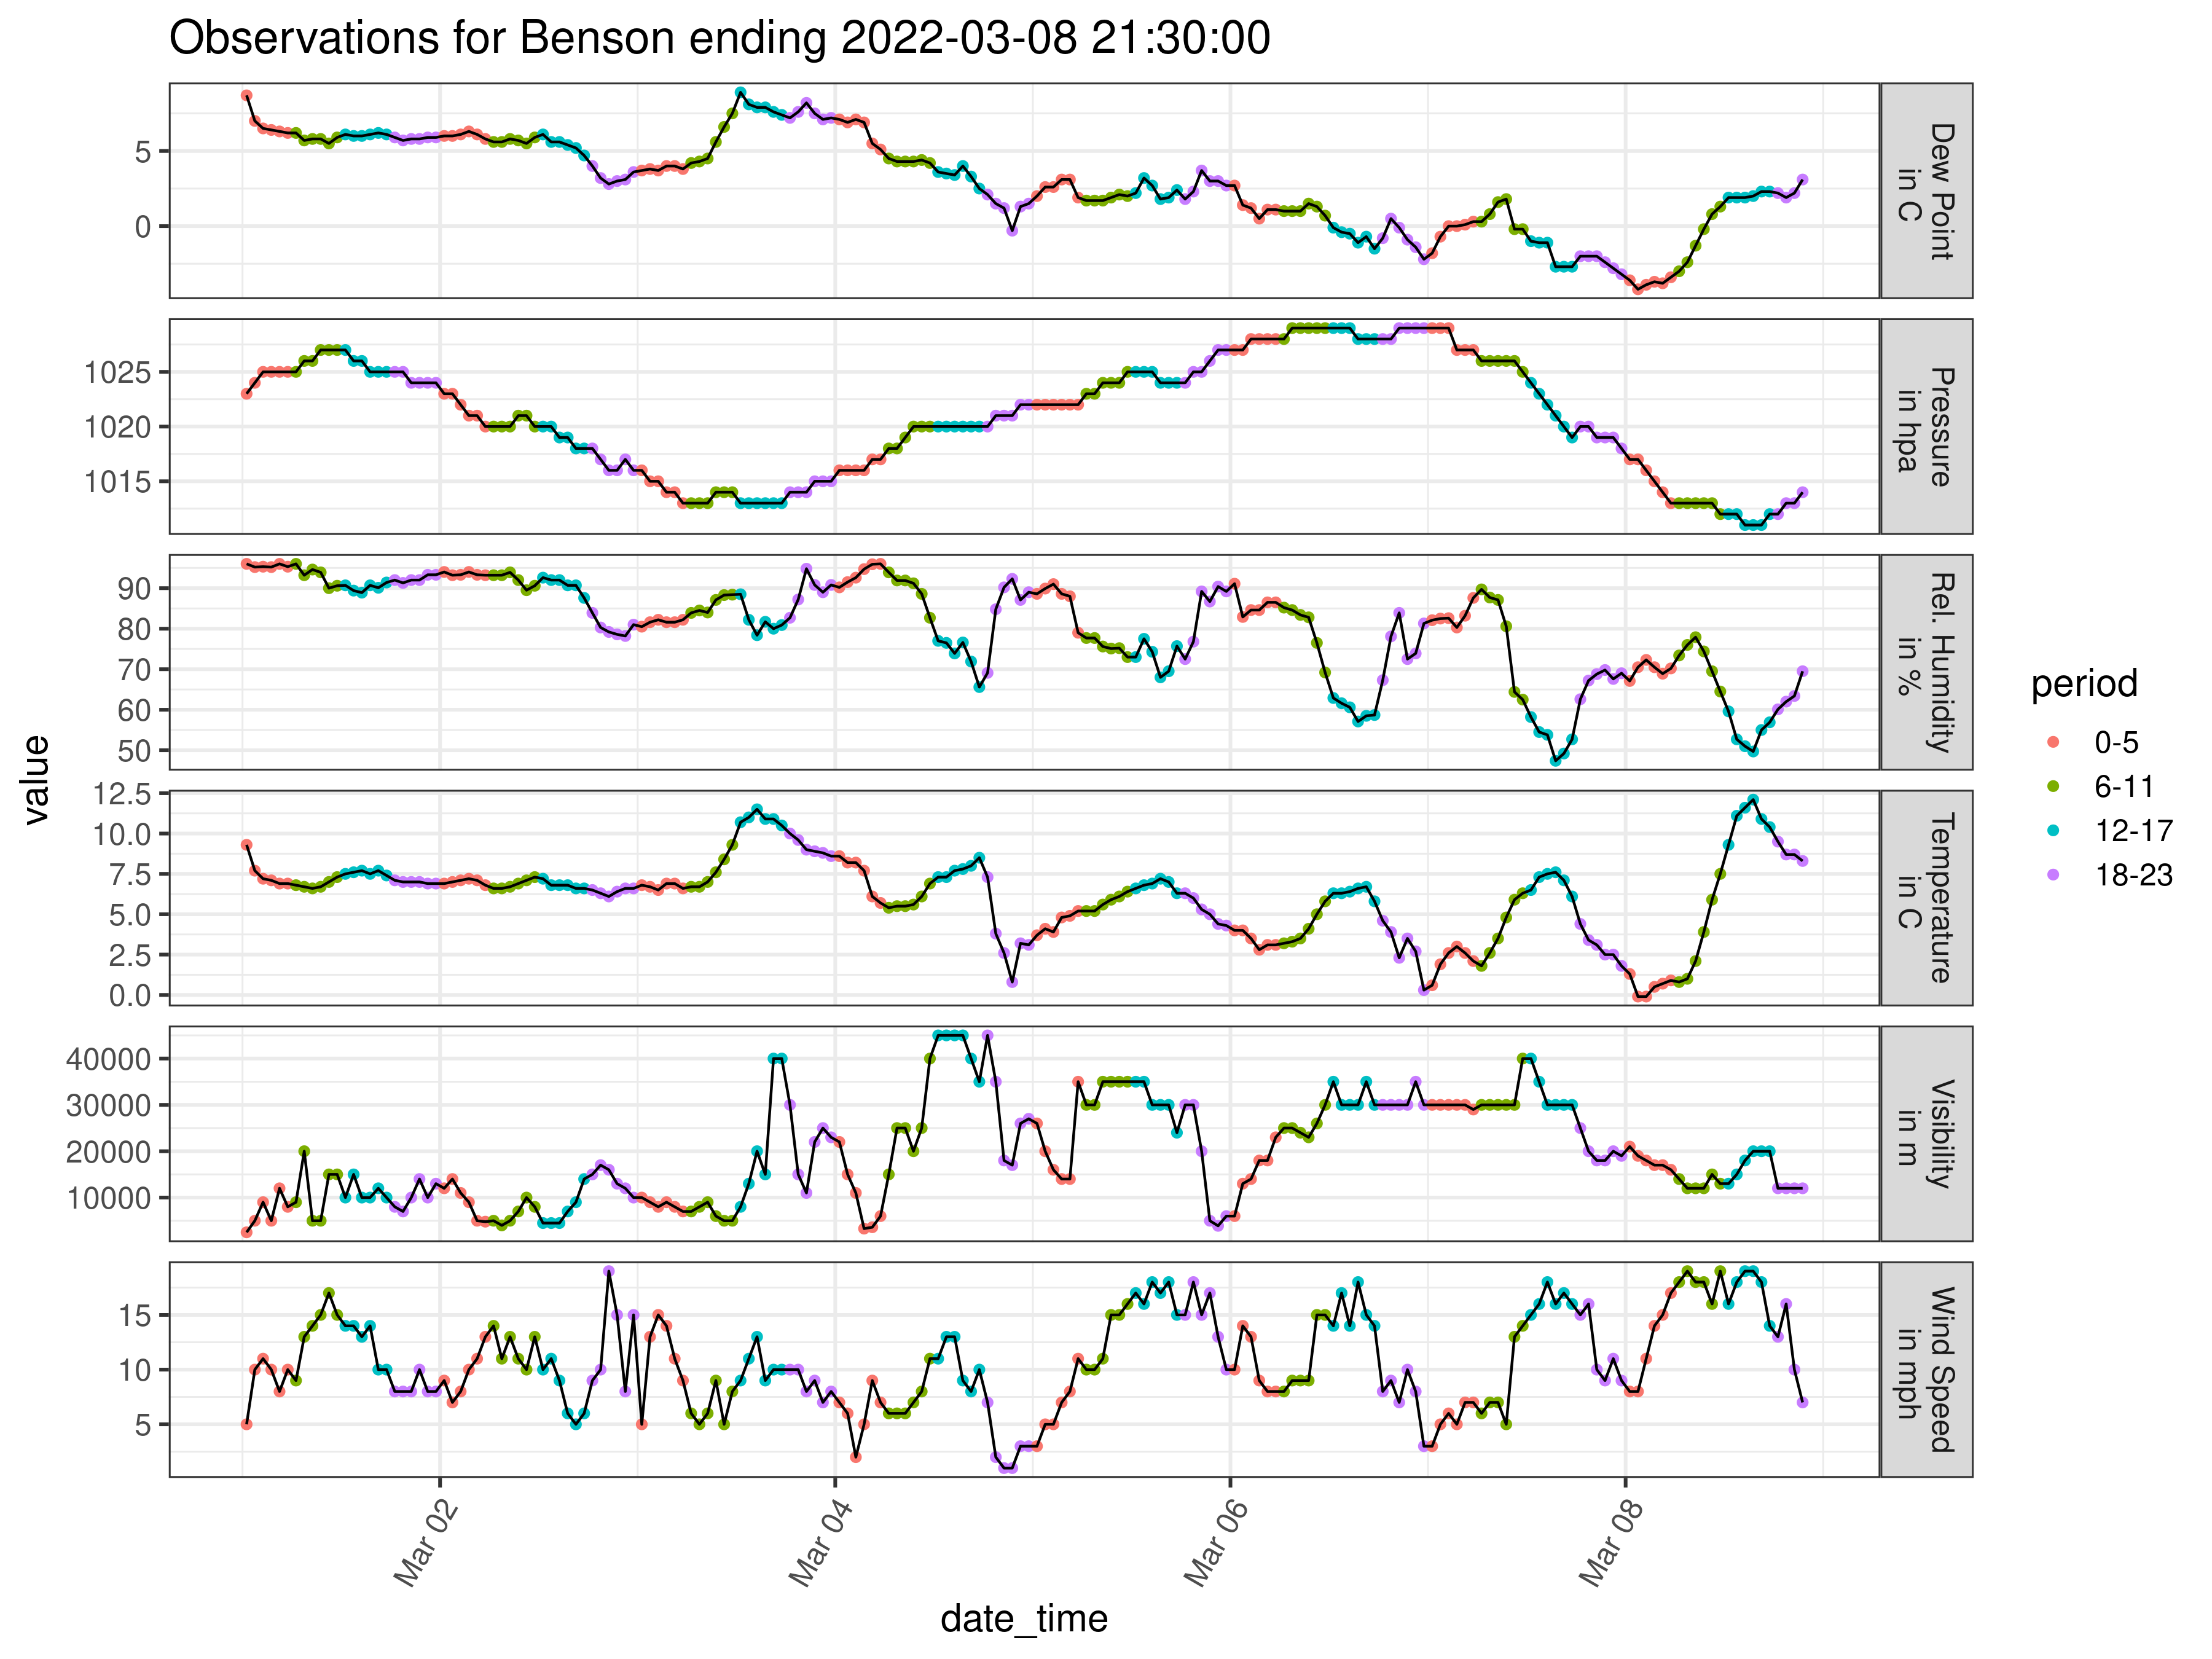 Observations for Benson ending 2022-03-08 21:30:00
value
5
0
Dew Point
in C
1025
1020
1015
Pressure
in hpa
90
80
70
60
50
Rel. Humidity
in %
12.5
10.0
7.5
5.0
2.5
0.0
Temperature
in C
40000
30000
20000
10000
Visibility
in m
15
10
5
Wind Speed
in mph
Mar 02
Mar 04
Mar 06
Mar 08
date_time
period
0-5
6-11
12-17
18-23